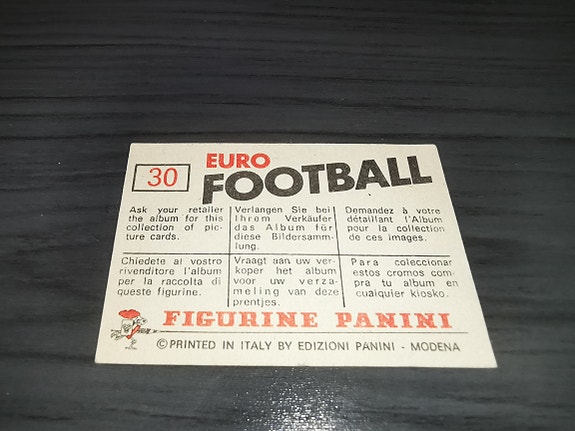 30
EURO
FOOTBALL
Ask your retailer
the album for this
collection of pic-
ture cards.
Verlangen Sie bei
Ihrem Verkäufer
das Album für
diese Bildersamm-
lung.
Demandez à votre
détaillant l'Album
pour la collection
de ces images.
Chiedete al vostro
rivenditore l'album
per la raccolta di
queste figurine.
Vraagt aan uw ver-
koper het album
voor uw verza-
meling van deze
prentjes.
Para coleccionar
estos cromos com
pra tu album en
cualquier kiosko.
FIGURINE PANINI
© PRINTED IN ITALY BY EDIZIONI PANINI - MODENA